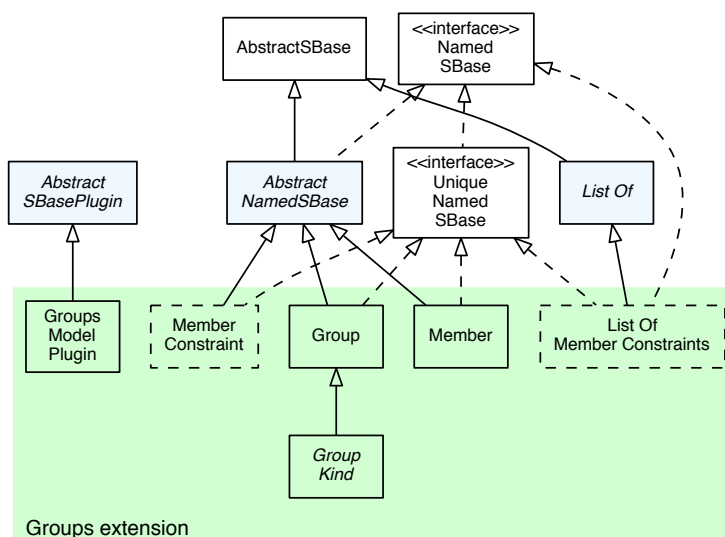 AbstractSBase
<<interface>>
Named
SBase
Abstract
SBasePlugin
Abstract
NamedSBase
<<interface>>
Unique
Named
SBase
List Of
Groups
Model
Plugin
Member
Constraint
Group
Member
List Of
Member Constraints
Group
Kind
Groups extension